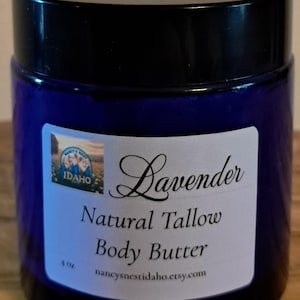 IDAHO
Lavender
Natural Tallow
Body Butter
4 oz
nancysnestidaho.etsy.com